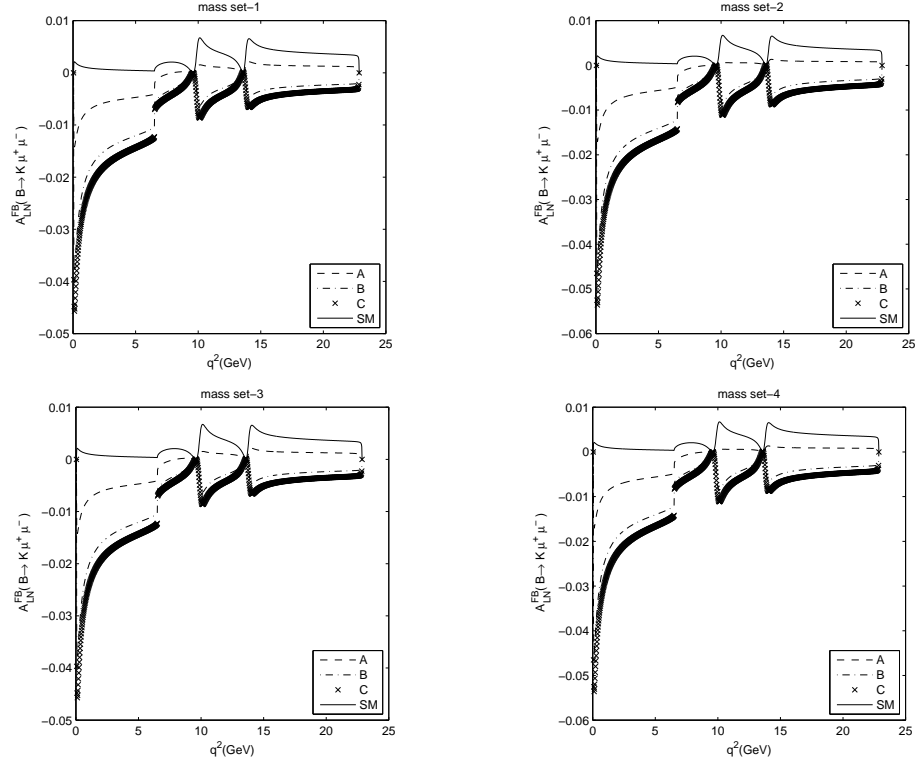 mass set−1
0.01
0
−0.01
−0.02
−0.03
−0.04
−0.05
0 5 10 15 20 25
q²(GeV)
A_LN^FB( B→ K μ⁺ μ⁻)
A
B
C
SM
mass set−2
0.01
0
−0.01
−0.02
−0.03
−0.04
−0.05
−0.06
0 5 10 15 20 25
q²(GeV)
A_LN^FB( B→ K μ⁺ μ⁻)
A
B
C
SM
mass set−3
0.01
0
−0.01
−0.02
−0.03
−0.04
−0.05
0 5 10 15 20 25
q²(GeV)
A_LN^FB( B→ K μ⁺ μ⁻)
A
B
C
SM
mass set−4
0.01
0
−0.01
−0.02
−0.03
−0.04
−0.05
−0.06
0 5 10 15 20 25
q²(GeV)
A_LN^FB( B→ K μ⁺ μ⁻)
A
B
C
SM